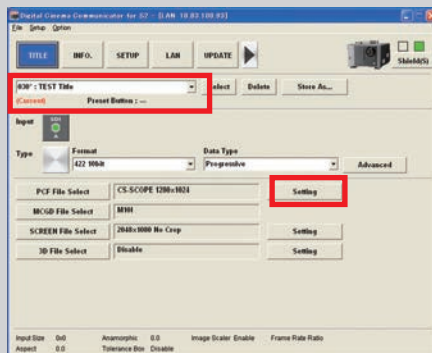 Digital Cinema Communicator for S2 - [LAN 10.83.100.93]
File Setup Option
TITLE INFO. SETUP LAN UPDATE
Shield(S)
030* : TEST Title Select Delete Store As...
(Current) Preset Button : ---
Input SDI A
Type Format Data Type
422 10bit Progressive Advanced
PCF File Select CS-SCOPE 1280x1024 Setting
MCGD File Select M101
SCREEN File Select 2048x1080 No Crop Setting
3D File Select Disable Setting
Input Size 0x0 Anamorphic 0.0 Image Scaler Enable Frame Rate Ratio
Aspect 0.0 Tolerance Box Disable